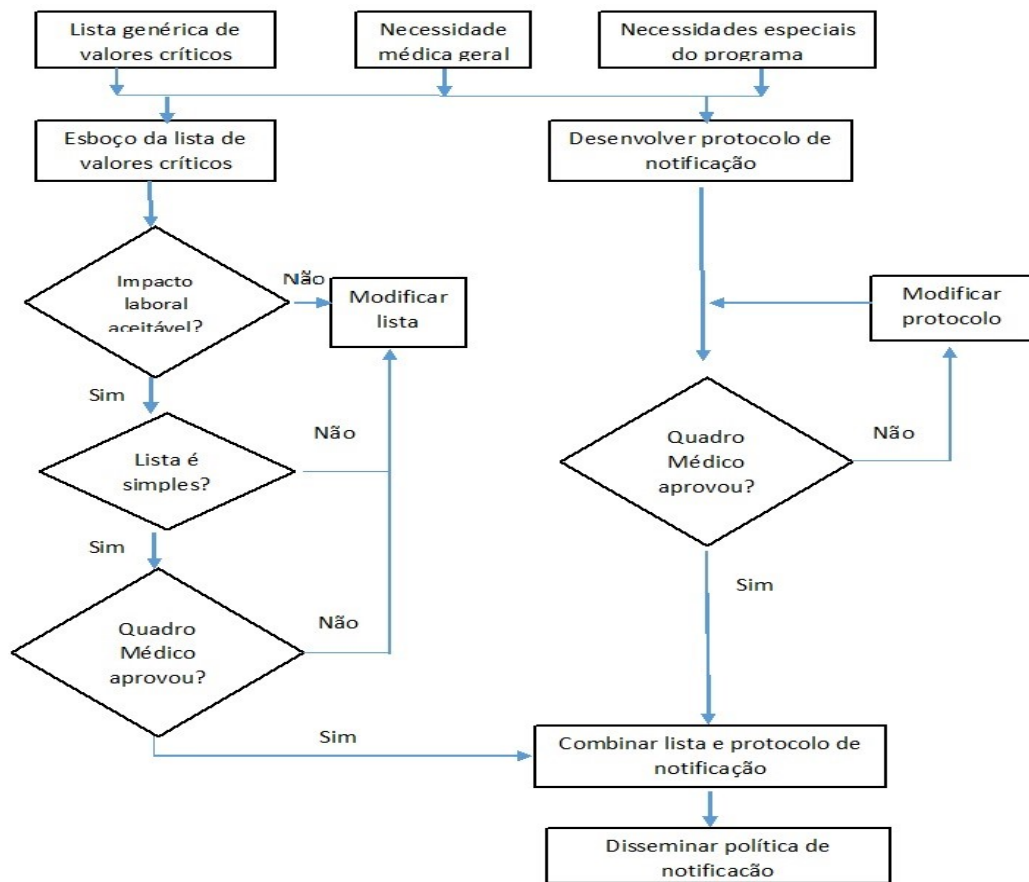 Lista genérica de
valores críticos
Necessidade
médica geral
Necessidades especiais
do programa
Esboço da lista de
valores críticos
Desenvolver protocolo de
notificação
Impacto
laboral
aceitável?
Não
Modificar
lista
Modificar
protocolo
Sim
Lista é
simples?
Não
Quadro
Médico
aprovou?
Não
Sim
Quadro
Médico
aprovou?
Não
Sim
Sim
Combinar lista e protocolo de
notificação
Disseminar política de
notificação